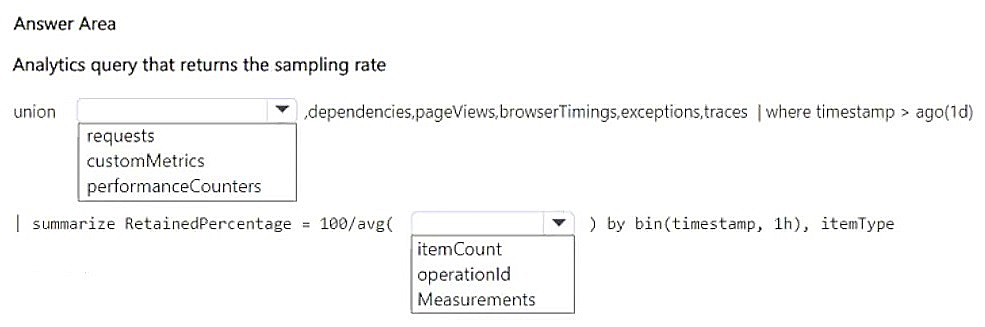 Answer Area
Analytics query that returns the sampling rate
union ,dependencies,pageViews,browserTimings,exceptions,traces | where timestamp > ago(1d)
requests
customMetrics
performanceCounters
| summarize RetainedPercentage = 100/avg( ) by bin(timestamp, 1h), itemType
itemCount
operationId
Measurements